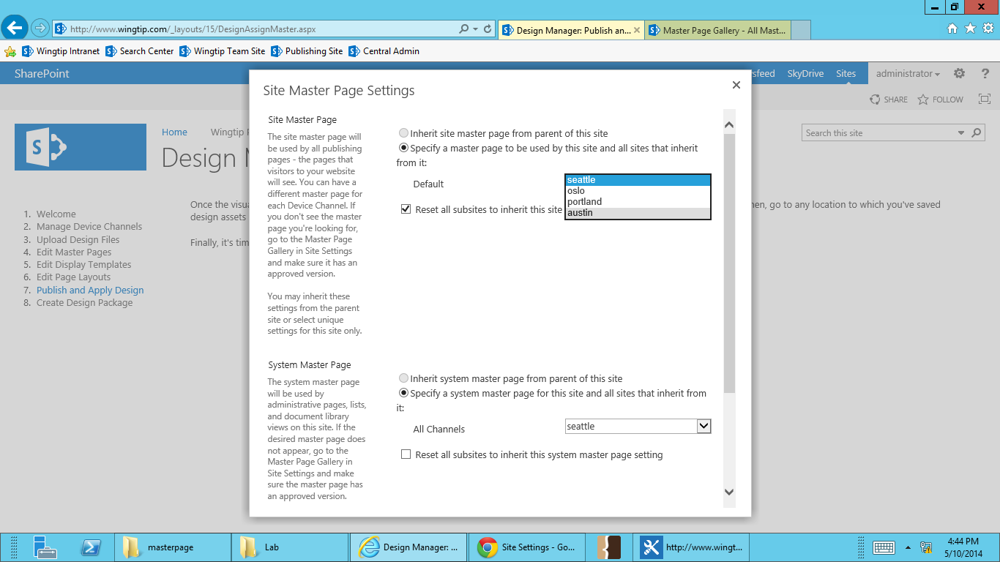 http://www.wingtip.com/_layouts/15/DesignAssignMaster.aspx
Design Manager: Publish an...
Master Page Gallery - All Mast...
Wingtip Intranet
Search Center
Wingtip Team Site
Publishing Site
Central Admin
SharePoint
sfeed
SkyDrive
Sites
administrator
SHARE
FOLLOW
Home
Wingtip
Design
Search this site
1. Welcome
2. Manage Device Channels
3. Upload Design Files
4. Edit Master Pages
5. Edit Display Templates
6. Edit Page Layouts
7. Publish and Apply Design
8. Create Design Package
Once the visua
en, go to any location to which you've saved
design assets
Finally, it's tim
Site Master Page Settings
Site Master Page
The site master page will
be used by all publishing
pages - the pages that
visitors to your website
will see. You can have a
different master page for
each Device Channel. If
you don't see the master
page you're looking for,
go to the Master Page
Gallery in Site Settings
and make sure it has an
approved version.
You may inherit these
settings from the parent
site or select unique
settings for this site only.
Inherit site master page from parent of this site
Specify a master page to be used by this site and all sites that inherit
from it:
Default
seattle
oslo
portland
austin
Reset all subsites to inherit this site
System Master Page
The system master page
will be used by
administrative pages, lists,
and document library
views on this site. If the
desired master page does
not appear, go to the
Master Page Gallery in
Site Settings and make
sure the master page has
an approved version.
Inherit system master page from parent of this site
Specify a system master page for this site and all sites that inherit from
it:
All Channels
seattle
Reset all subsites to inherit this system master page setting
masterpage
Lab
Design Manager: ...
Site Settings - Go...
http://www.wingt...
4:44 PM
5/10/2014